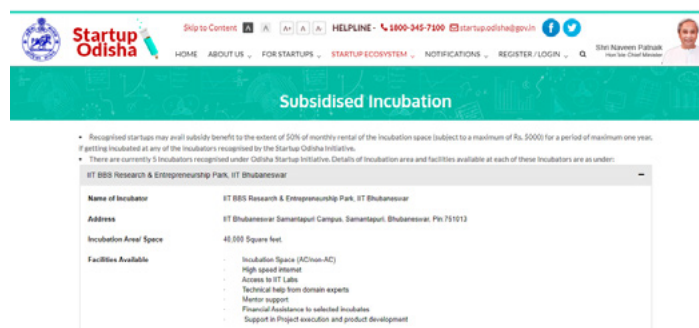 Startup
Odisha
Skip to Content A A A+ A A- HELPLINE - 1800-345-7100 startup.odisha@gov.in
HOME ABOUT US FOR STARTUPS STARTUP ECOSYSTEM NOTIFICATIONS REGISTER / LOGIN
Shri Naveen Patnaik
Hon'ble Chief Minister
Subsidised Incubation
• Recognised startups may avail subsidy benefit to the extent of 50% of monthly rental of the incubation space (subject to a maximum of Rs. 5000) for a period of maximum one year,
if getting incubated at any of the incubators recognised by the Startup Odisha Initiative.
• There are currently 5 Incubators recognised under Odisha Startup Initiative. Details of Incubation area and facilities available at each of these Incubators are as under:
IIT BBS Research & Entrepreneurship Park, IIT Bhubaneswar –
Name of Incubator IIT BBS Research & Entrepreneurship Park, IIT Bhubaneswar
Address IIT Bhubaneswar Samantapuri Campus, Samantapuri, Bhubaneswar, Pin 751013
Incubation Area/ Space 40,000 Square feet.
Facilities Available · Incubation Space (AC/non-AC)
· High speed internet
· Access to IIT Labs
· Technical help from domain experts
· Mentor support
· Financial Assistance to selected incubates
· Support in Project execution and product development